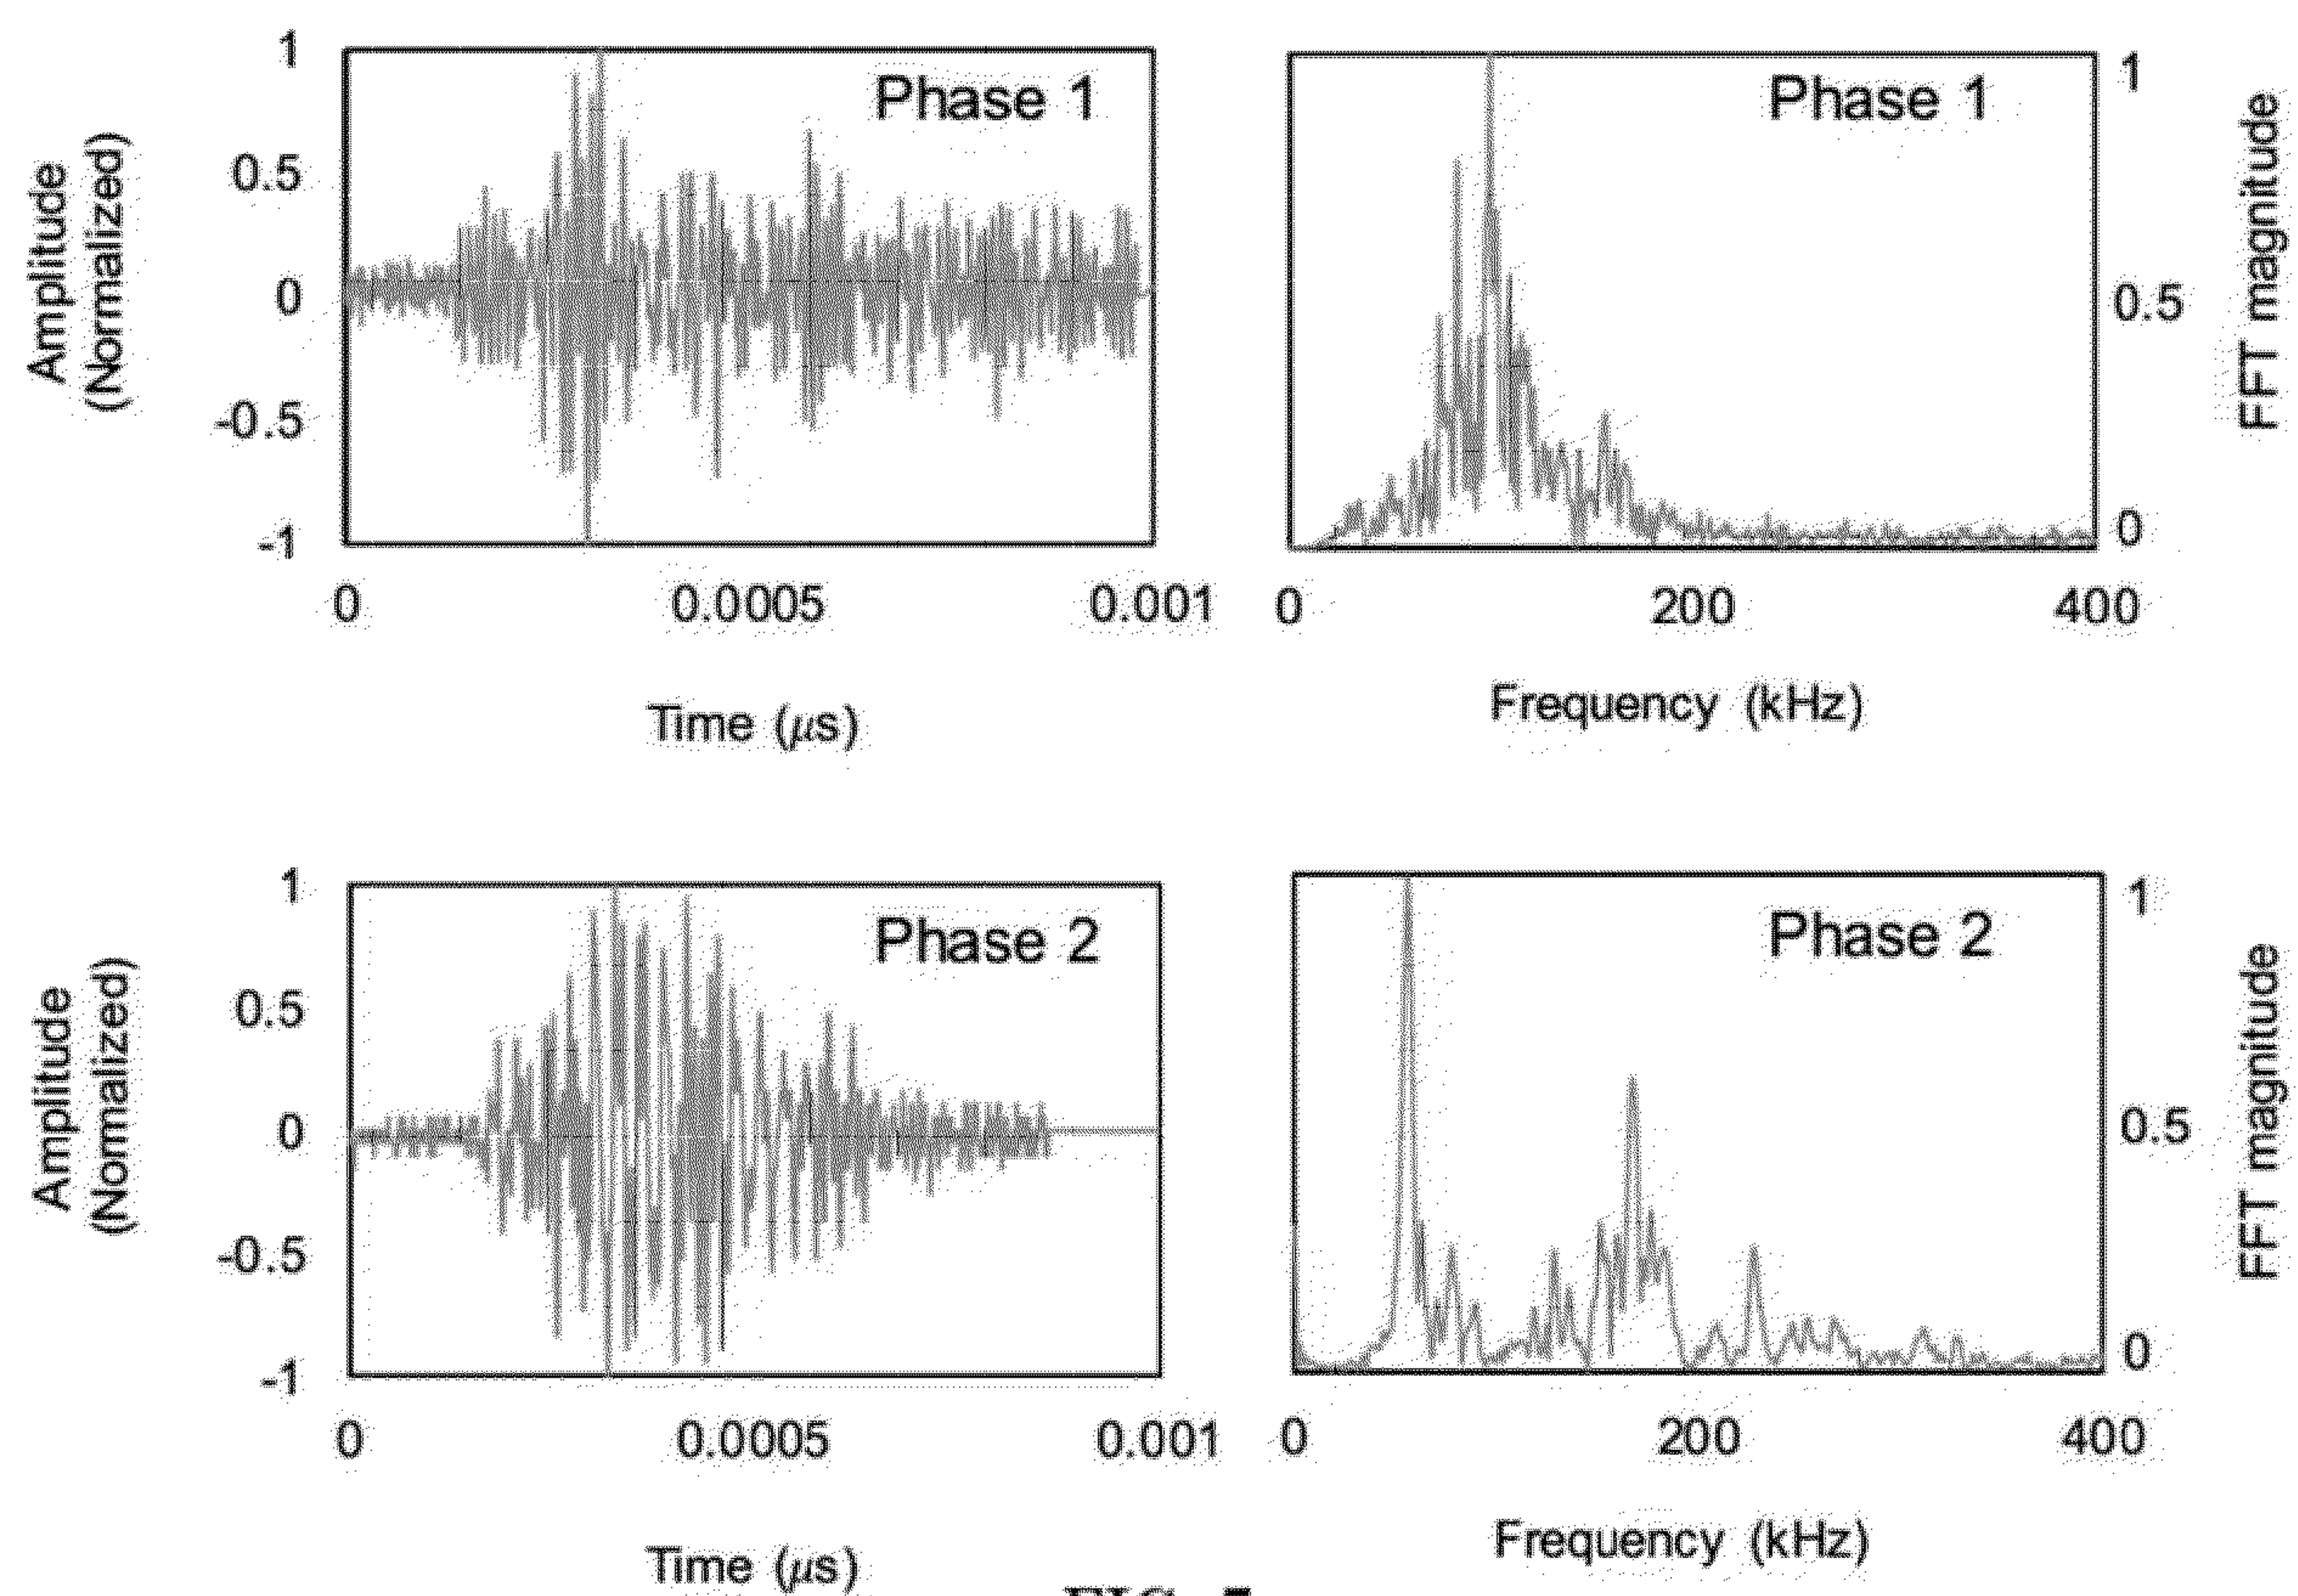 Phase 1
1
0.5
0
-0.5
-1
Amplitude
(Normalized)
0 0.0005 0.001
Time (μs)
Phase 1
1
0.5
0
FFT magnitude
0 200 400
Frequency (kHz)
Phase 2
1
0.5
0
-0.5
-1
Amplitude
(Normalized)
0 0.0005 0.001
Time (μs)
Phase 2
1
0.5
0
FFT magnitude
0 200 400
Frequency (kHz)